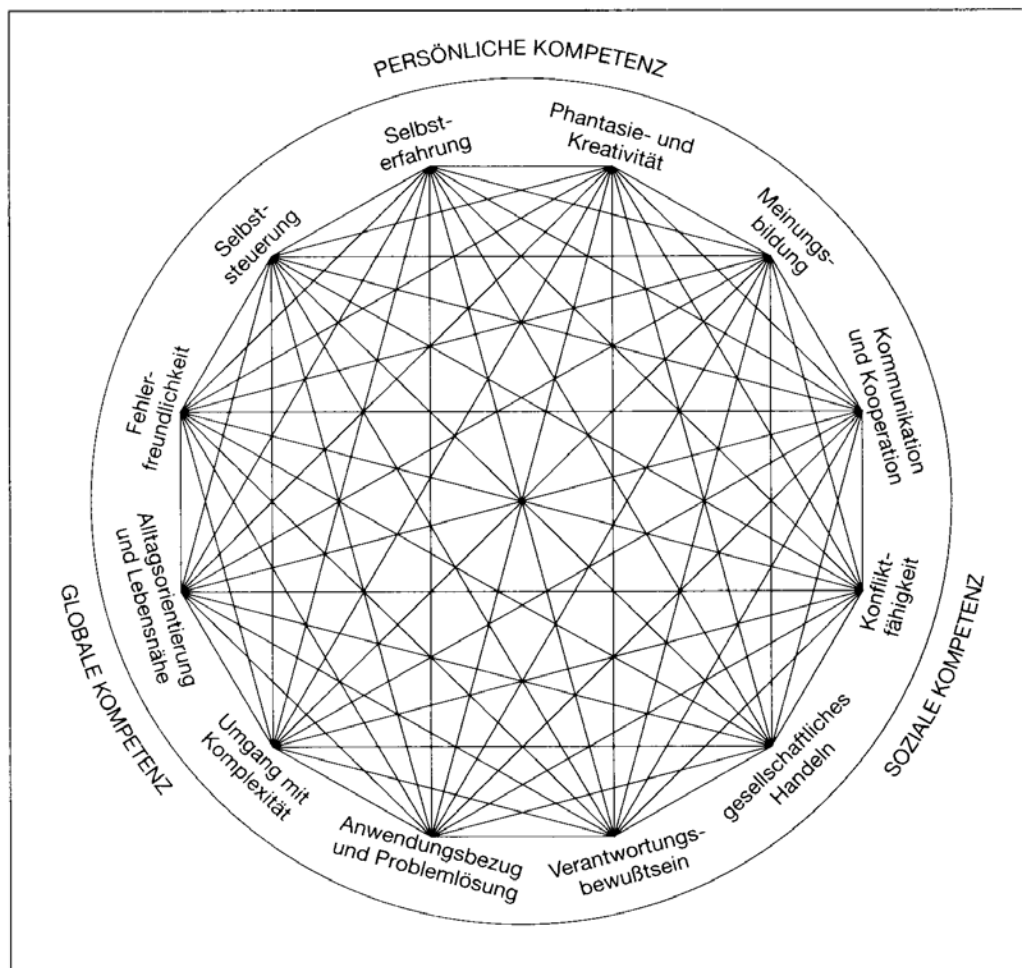 PERSÖNLICHE KOMPETENZ
Selbst-
erfahrung
Phantasie- und
Kreativität
Meinungs-
bildung
Kommunikation
und Kooperation
Konflikt-
fähigkeit
SOZIALE KOMPETENZ
gesellschaftliches
Handeln
Verantwortungs-
bewußtsein
Anwendungsbezug
und Problemlösung
Umgang mit
Komplexität
GLOBALE KOMPETENZ
Alltagsorientierung
und Lebensnähe
Fehler-
freundlichkeit
Selbst-
steuerung